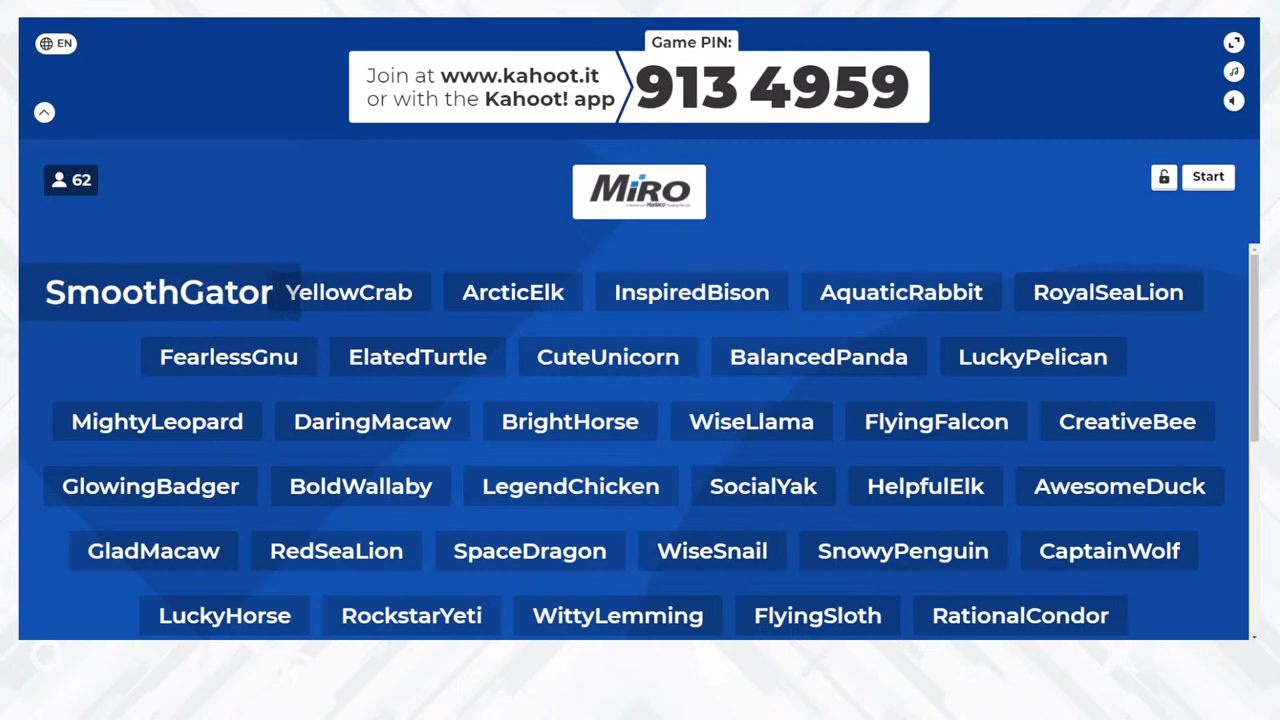 EN
Game PIN:
Join at www.kahoot.it
or with the Kahoot! app
913 4959
62
MiRO
Start
SmoothGator YellowCrab ArcticElk InspiredBison AquaticRabbit RoyalSeaLion
FearlessGnu ElatedTurtle CuteUnicorn BalancedPanda LuckyPelican
MightyLeopard DaringMacaw BrightHorse WiseLlama FlyingFalcon CreativeBee
GlowingBadger BoldWallaby LegendChicken SocialYak HelpfulElk AwesomeDuck
GladMacaw RedSeaLion SpaceDragon WiseSnail SnowyPenguin CaptainWolf
LuckyHorse RockstarYeti WittyLemming FlyingSloth RationalCondor